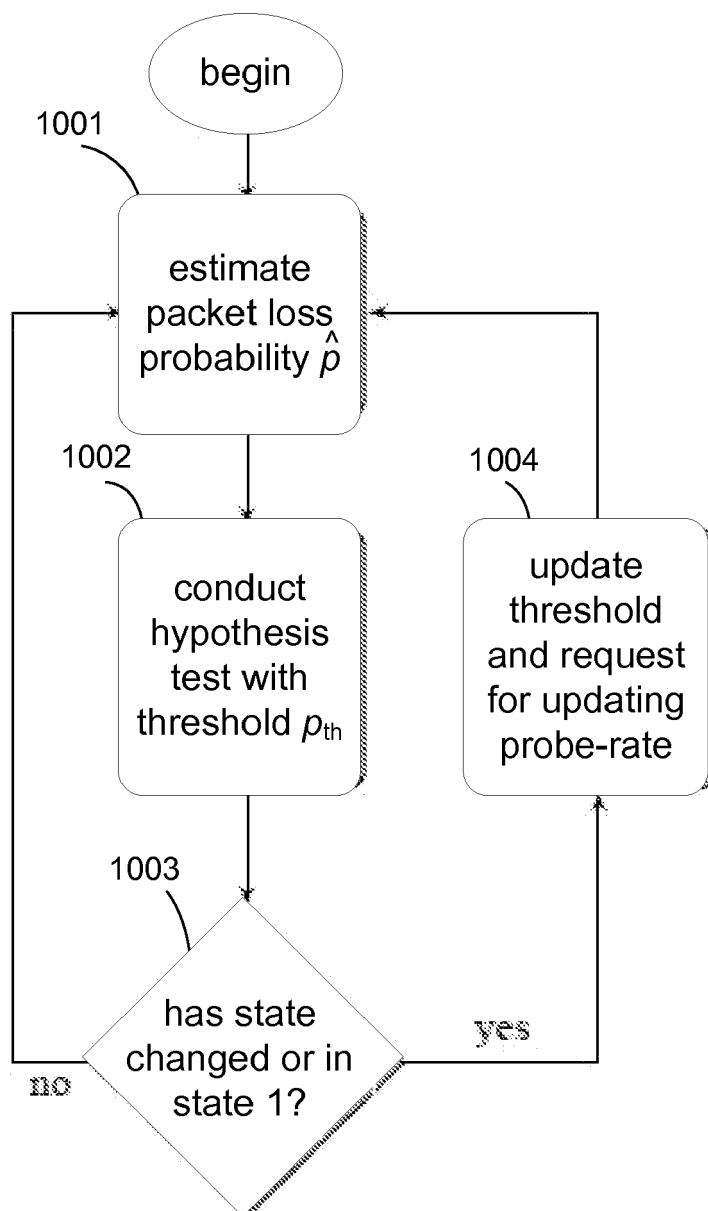 begin
1001
estimate
packet loss
probability p̂
1002
conduct
hypothesis
test with
threshold pth
1004
update
threshold
and request
for updating
probe-rate
1003
has state
changed or in
state 1?
yes
no